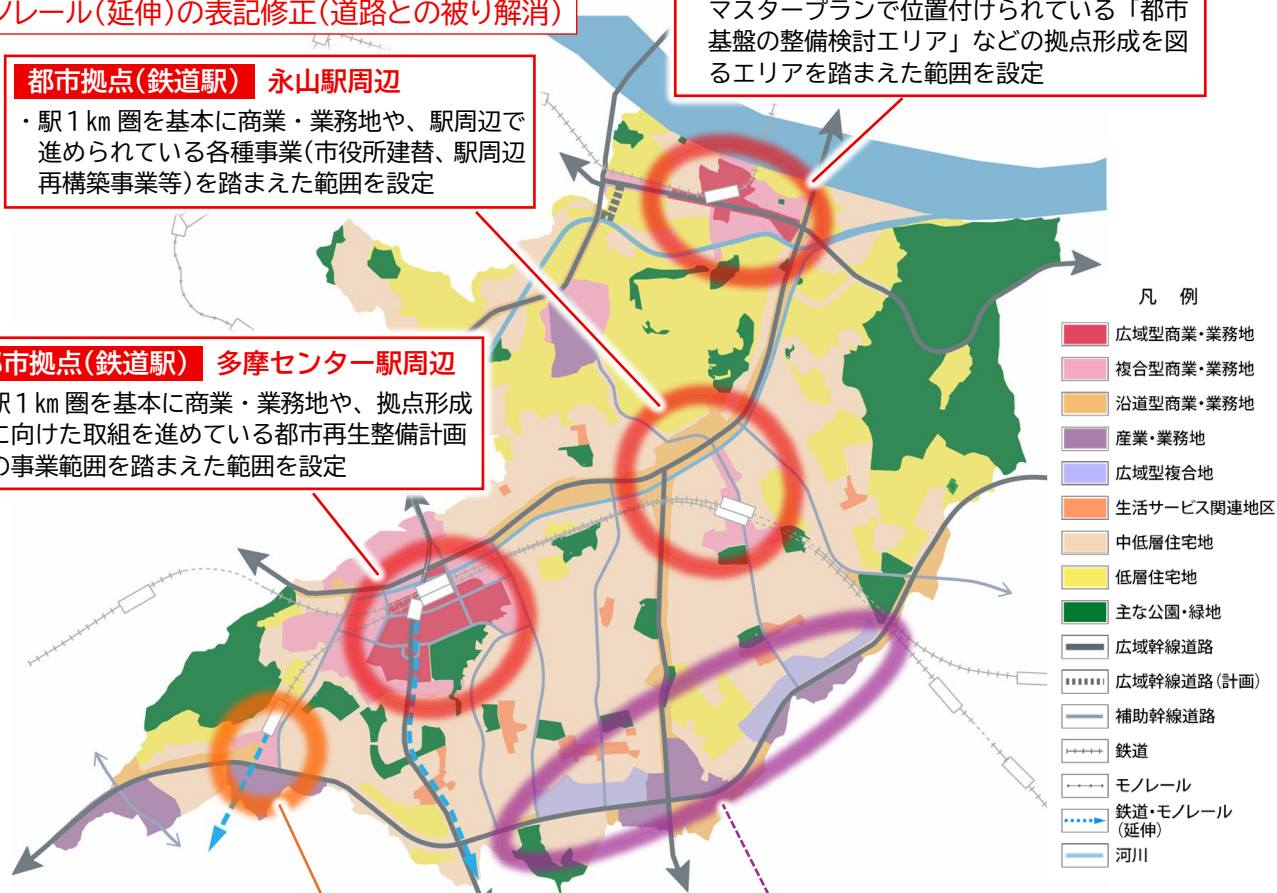 ノレール(延伸)の表記修正(道路との被り解消)
マスタープランで位置付けられている「都市
基盤の整備検討エリア」などの拠点形成を図
るエリアを踏まえた範囲を設定
都市拠点(鉄道駅) 永山駅周辺
・駅1㎞圏を基本に商業・業務地や、駅周辺で
進められている各種事業(市役所建替、駅周辺
再構築事業等)を踏まえた範囲を設定
市拠点(鉄道駅) 多摩センター駅周辺
駅1㎞圏を基本に商業・業務地や、拠点形成
に向けた取組を進めている都市再生整備計画
の事業範囲を踏まえた範囲を設定
凡 例
広域型商業・業務地
複合型商業・業務地
沿道型商業・業務地
産業・業務地
広域型複合地
生活サービス関連地区
中低層住宅地
低層住宅地
主な公園・緑地
広域幹線道路
広域幹線道路(計画)
補助幹線道路
鉄道
モノレール
鉄道・モノレール
(延伸)
河川